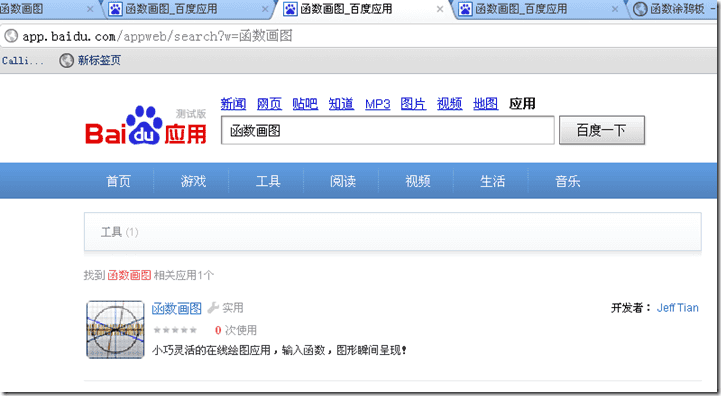 函数画图
函数画图_百度应用
函数画图_百度应用
函数画图_百度应用
函数涂鸦板 -
app.baidu.com/appweb/search?w=函数画图
Calli...
新标签页
Bai du 应用
测试版
新闻 网页 贴吧 知道 MP3 图片 视频 地图 应用
函数画图
百度一下
首页 游戏 工具 阅读 视频 生活 音乐
工具 (1)
找到 函数画图 相关应用1个
函数画图 实用
开发者： Jeff Tian
0 次使用
小巧灵活的在线绘图应用，输入函数，图形瞬间呈现！